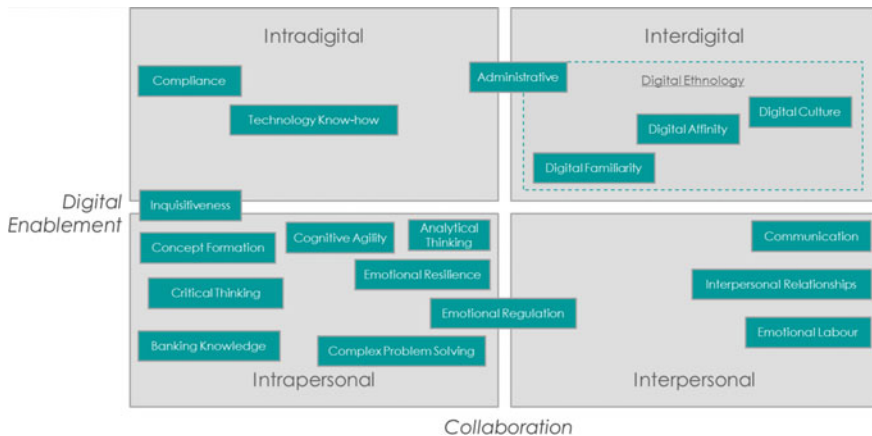 Intradigital
Interdigital
Compliance
Administrative
Digital Ethnology
Technology Know-how
Digital Culture
Digital Affinity
Digital Familiarity
Digital
Enablement
Inquisitiveness
Concept Formation
Cognitive Agility
Analytical
Thinking
Communication
Emotional Resilience
Critical Thinking
Interpersonal Relationships
Emotional Regulation
Banking Knowledge
Complex Problem Solving
Emotional Labour
Intrapersonal
Interpersonal
Collaboration